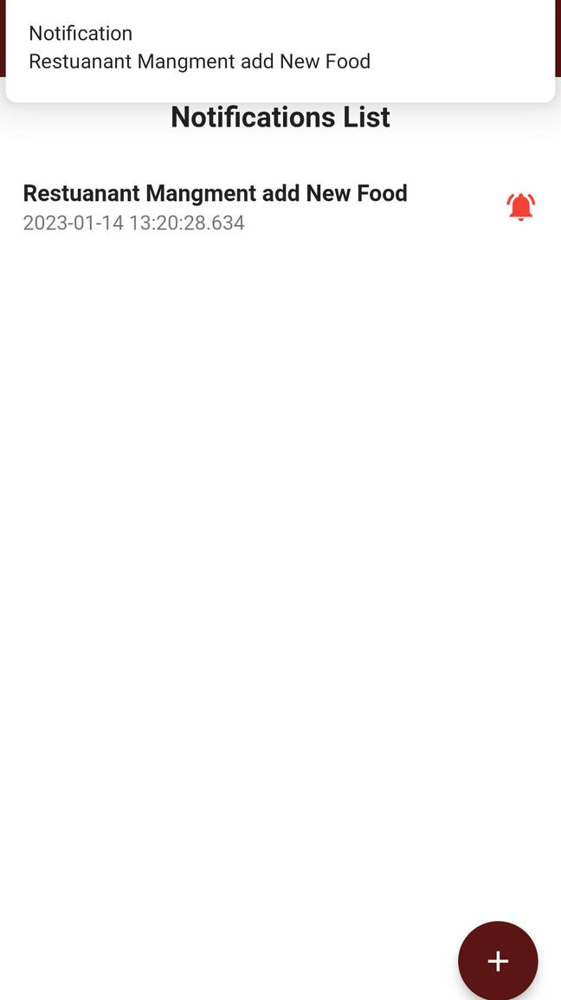 Notification
Restuanant Mangment add New Food
Notifications List
Restuanant Mangment add New Food
2023-01-14 13:20:28.634
+